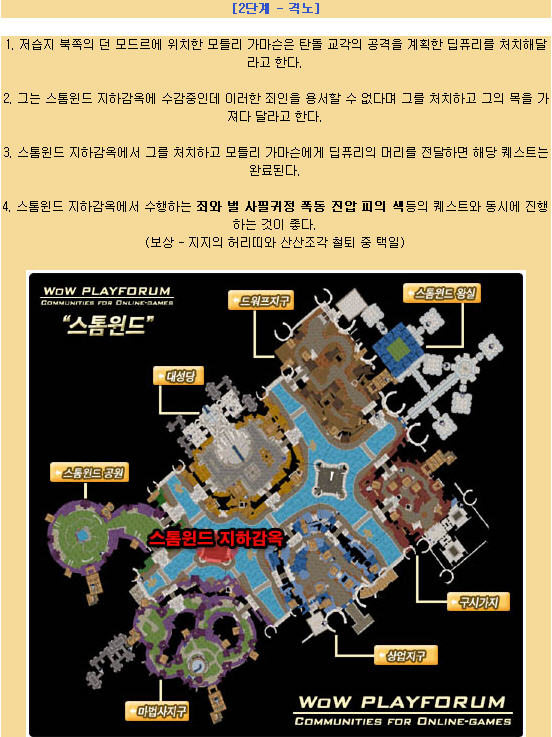 [2단계 - 격노]
1. 저습지 북쪽의 던 모드르에 위치한 모틀리 가마슨은 탄돌 교각의 공격을 계획한 딥퓨리를 처치해달
라고 한다.
2. 그는 스톰윈드 지하감옥에 수감중인데 이러한 죄인을 용서할 수 없다며 그를 처치하고 그의 목을 가
져다 달라고 한다.
3. 스톰윈드 지하감옥에서 그를 처치하고 모틀리 가마슨에게 딥퓨리의 머리를 전달하면 해당 퀘스트는
완료된다.
4. 스톰윈드 지하감옥에서 수행하는 죄와 벌 사필귀정 폭동 진압 피의 색등의 퀘스트와 동시에 진행
하는 것이 좋다.
(보상 - 지지의 허리띠와 산산조각 철퇴 중 택일)
WoW PLAYFORUM
COMMUNITIES FOR ONLINE-GAMES
"스톰윈드"
드워프지구
스톰윈드 왕실
대성당
스톰윈드 공원
스톰윈드 지하감옥
구시가지
상업지구
마법사지구
WoW PLAYFORUM
COMMUNITIES FOR ONLINE-GAMES